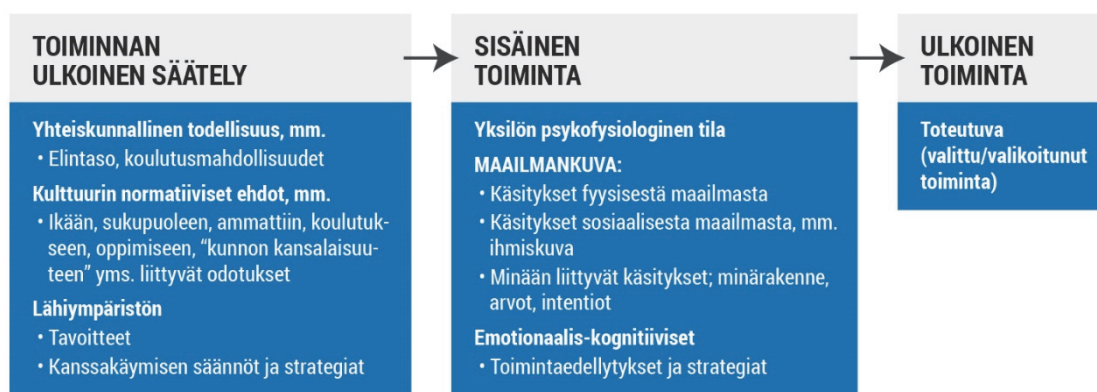 TOIMINNAN
ULKOINEN SÄÄTELY
Yhteiskunnallinen todellisuus, mm.
• Elintaso, koulutusmahdollisuudet
Kulttuurin normatiiviset ehdot, mm.
• Ikään, sukupuoleen, ammattiin, koulutuk-
seen, oppimiseen, “kunnon kansalaisuu-
teen” yms. liittyvät odotukset
Lähiympäristön
• Tavoitteet
• Kanssakäymisen säännöt ja strategiat
SISÄINEN
TOIMINTA
Yksilön psykofysiologinen tila
MAAILMANKUVA:
• Käsitykset fyysisestä maailmasta
• Käsitykset sosiaalisesta maailmasta, mm.
ihmiskuva
• Minään liittyvät käsitykset; minärakenne,
arvot, intentiot
Emotionaalis-kognitiiviset
• Toimintaedellytykset ja strategiat
ULKOINEN
TOIMINTA
Toteutuva
(valittu/valikoitunut
toiminta)